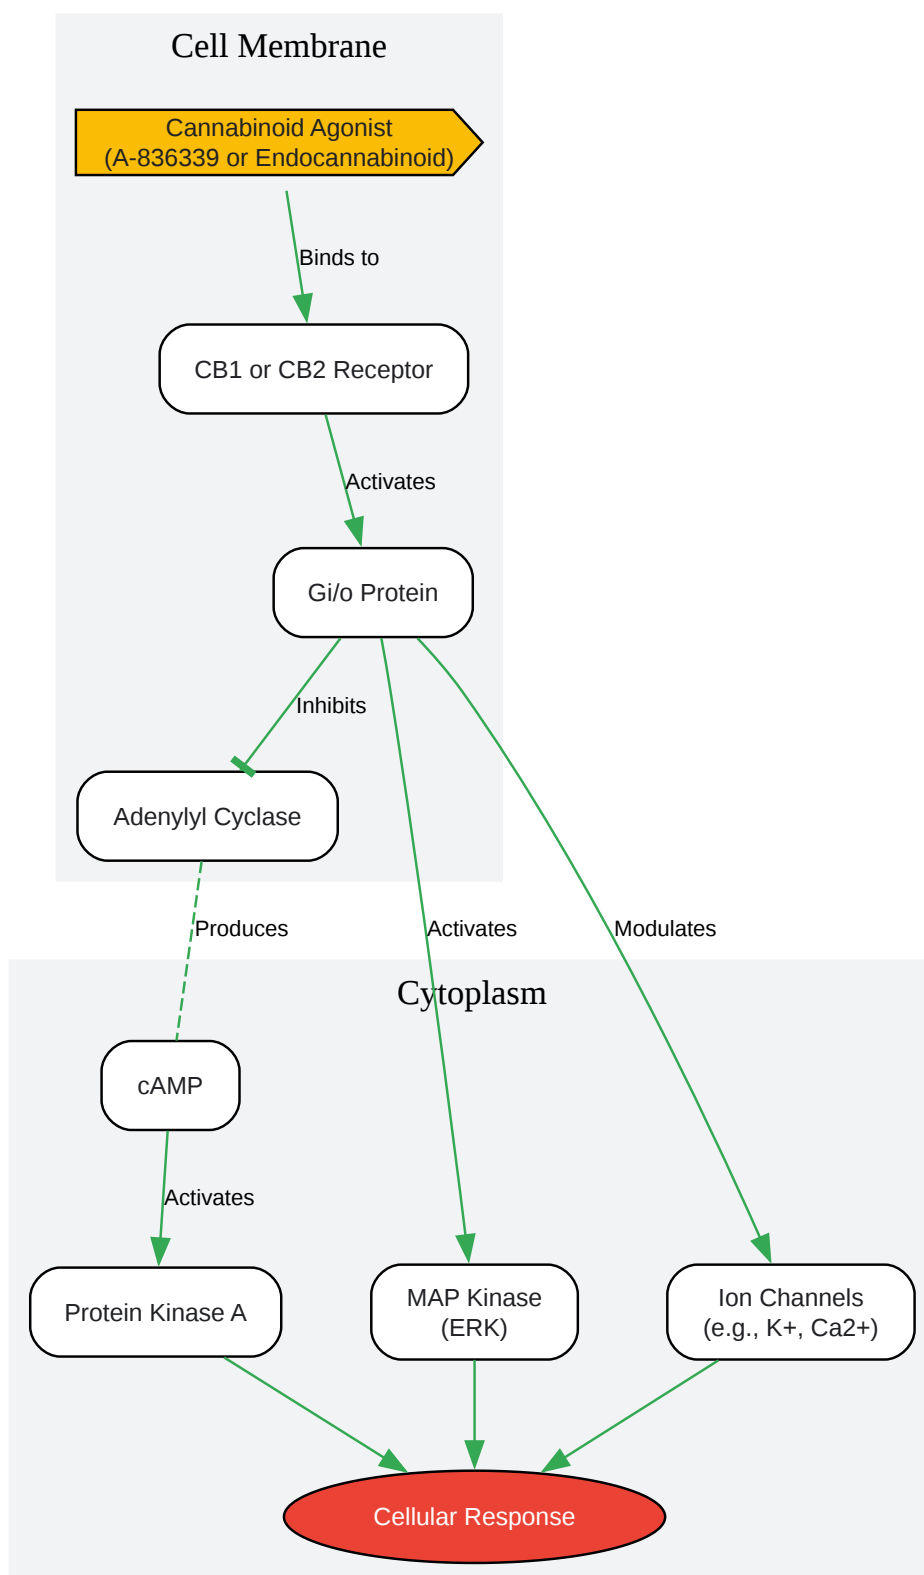 Cell Membrane
Cannabinoid Agonist
(A-836339 or Endocannabinoid)
Binds to
CB1 or CB2 Receptor
Activates
Gi/o Protein
Inhibits
Adenylyl Cyclase
Produces
Activates
Modulates
Cytoplasm
cAMP
Activates
Protein Kinase A
MAP Kinase
(ERK)
Ion Channels
(e.g., K+, Ca2+)
Cellular Response